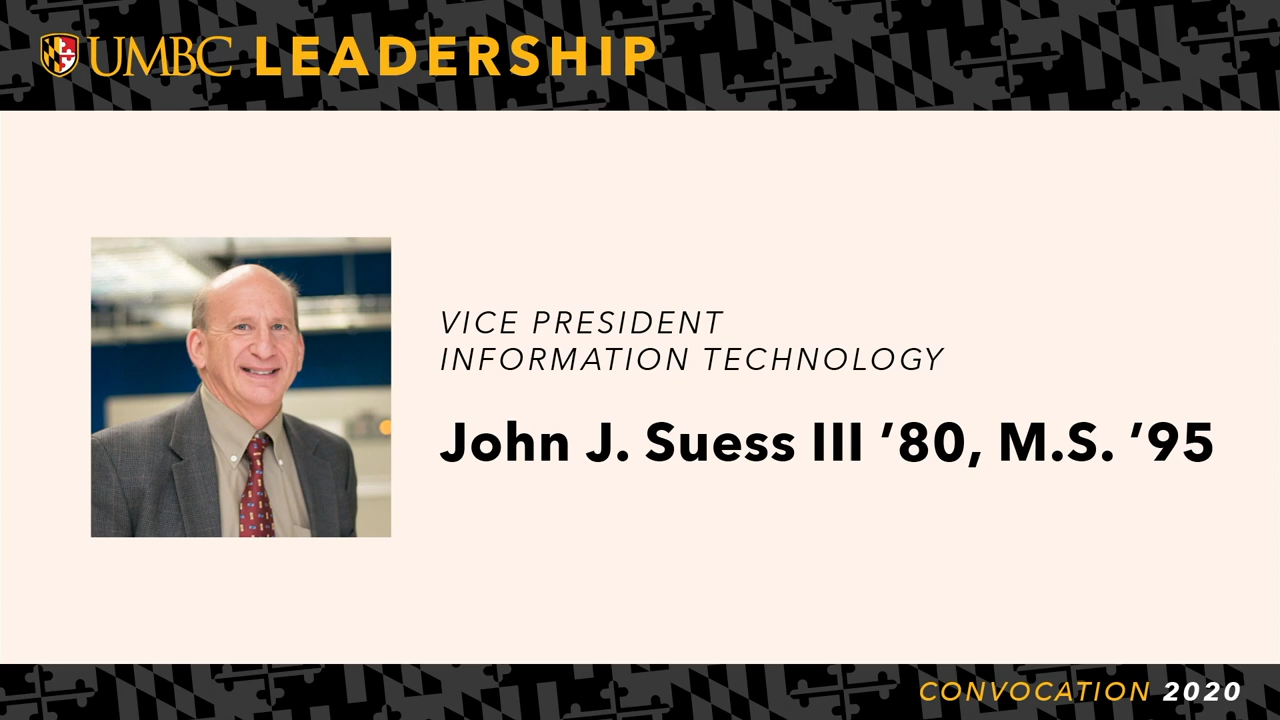 UMBC LEADERSHIP
VICE PRESIDENT
INFORMATION TECHNOLOGY
John J. Suess III ’80, M.S. ’95
CONVOCATION 2020